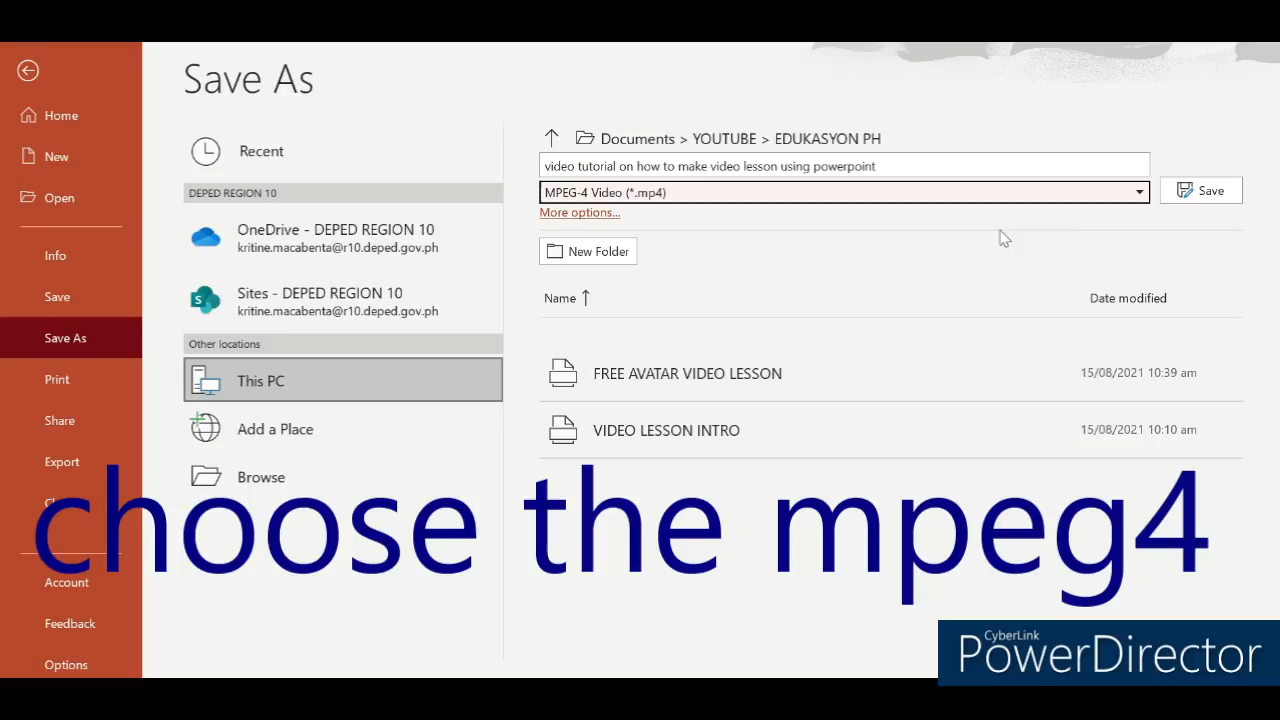 Save As
Home
New
Open
Info
Save
Save As
Print
Share
Export
Account
Feedback
Options
Recent
DEPED REGION 10
OneDrive - DEPED REGION 10
kritine.macabenta@r10.deped.gov.ph
Sites - DEPED REGION 10
kritine.macabenta@r10.deped.gov.ph
Other locations
This PC
Add a Place
Browse
Documents > YOUTUBE > EDUKASYON PH
video tutorial on how to make video lesson using powerpoint
MPEG-4 Video (*.mp4)
Save
More options...
New Folder
Name Date modified
FREE AVATAR VIDEO LESSON 15/08/2021 10:39 am
VIDEO LESSON INTRO 15/08/2021 10:10 am
choose the mpeg4
CyberLink
PowerDirector